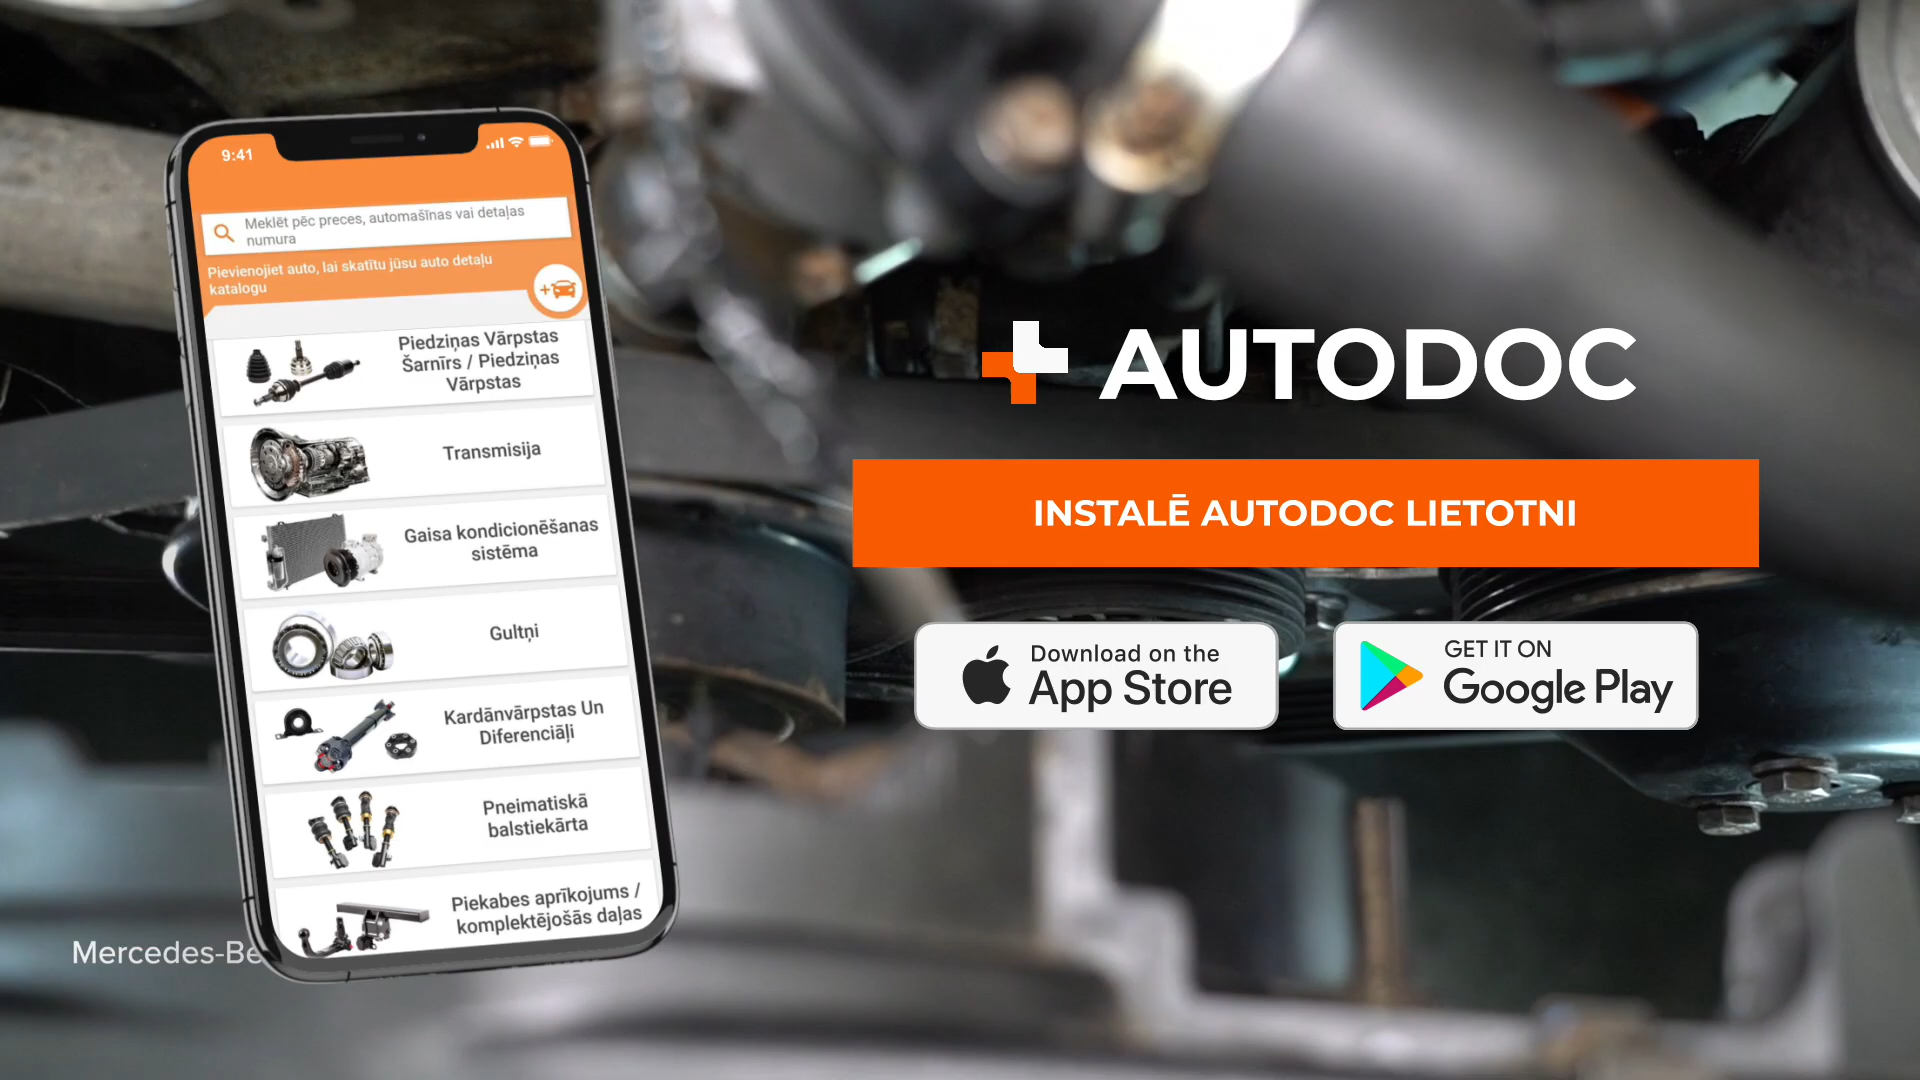 9:41
Meklēt pēc preces, automašīnas vai detaļas
numura
Pievienojiet auto, lai skatītu jūsu auto detaļu
katalogu
Piedziņas Vārpstas
Šarnīrs / Piedziņas
Vārpstas
Transmisija
Gaisa kondicionēšanas
sistēma
Gultņi
Kardānvārpstas Un
Diferenciāļi
Pneimatiskā
balstiekārta
Piekabes aprīkojums /
komplektējošās daļas
Mercedes-Be
AUTODOC
INSTALĒ AUTODOC LIETOTNI
Download on the
App Store
GET IT ON
Google Play